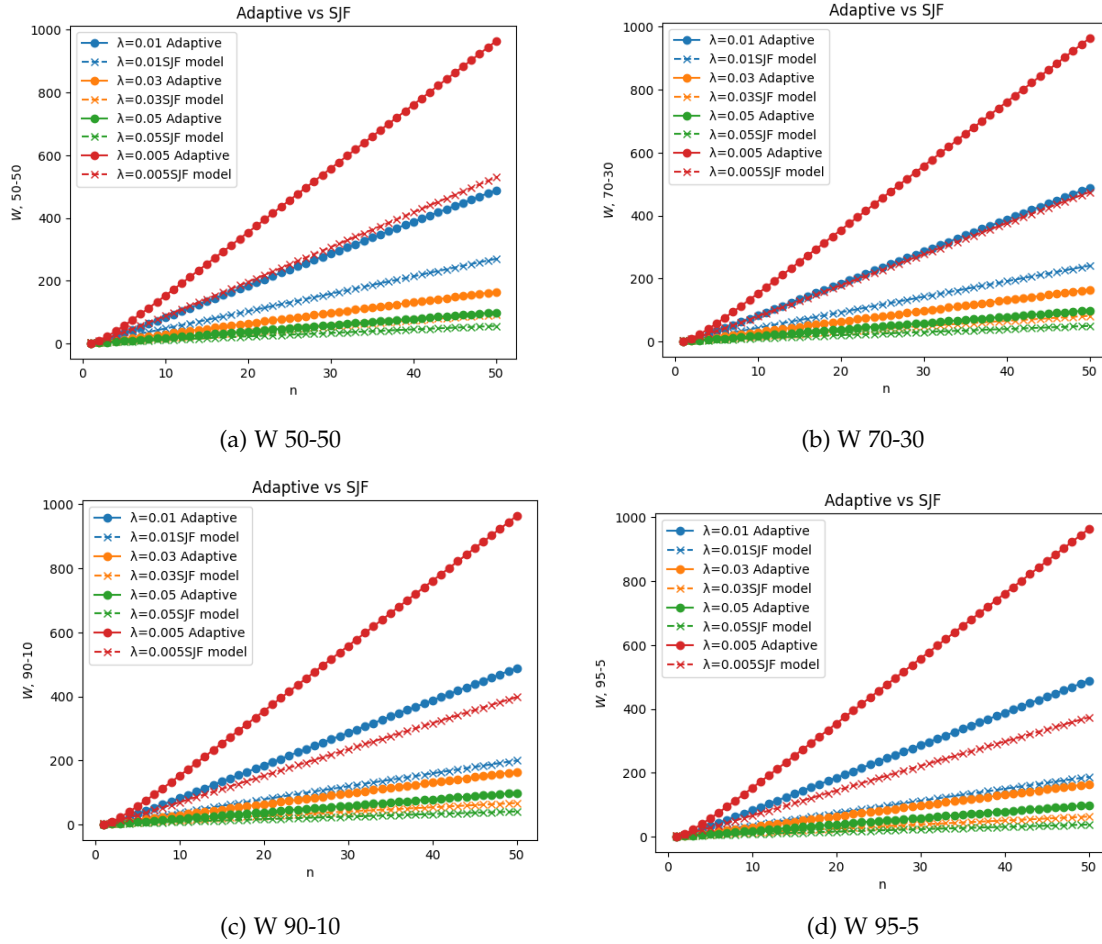 Adaptive vs SJF
1000
800
600
400
200
0
W, 50-50
λ=0.01 Adaptive
λ=0.01SJF model
λ=0.03 Adaptive
λ=0.03SJF model
λ=0.05 Adaptive
λ=0.05SJF model
λ=0.005 Adaptive
λ=0.005SJF model
0 10 20 30 40 50
n
(a) W 50-50
Adaptive vs SJF
1000
800
600
400
200
0
W, 70-30
λ=0.01 Adaptive
λ=0.01SJF model
λ=0.03 Adaptive
λ=0.03SJF model
λ=0.05 Adaptive
λ=0.05SJF model
λ=0.005 Adaptive
λ=0.005SJF model
0 10 20 30 40 50
n
(b) W 70-30
Adaptive vs SJF
1000
800
600
400
200
0
W, 90-10
λ=0.01 Adaptive
λ=0.01SJF model
λ=0.03 Adaptive
λ=0.03SJF model
λ=0.05 Adaptive
λ=0.05SJF model
λ=0.005 Adaptive
λ=0.005SJF model
0 10 20 30 40 50
n
(c) W 90-10
Adaptive vs SJF
1000
800
600
400
200
0
W, 95-5
λ=0.01 Adaptive
λ=0.01SJF model
λ=0.03 Adaptive
λ=0.03SJF model
λ=0.05 Adaptive
λ=0.05SJF model
λ=0.005 Adaptive
λ=0.005SJF model
0 10 20 30 40 50
n
(d) W 95-5